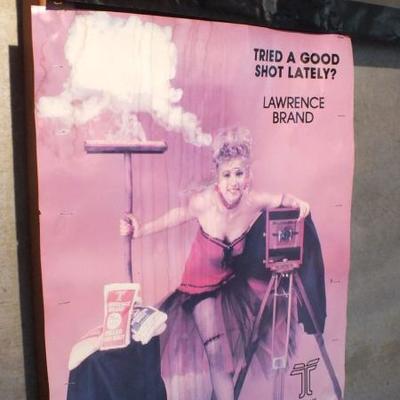 TRIED A GOOD
SHOT LATELY?
LAWRENCE
BRAND